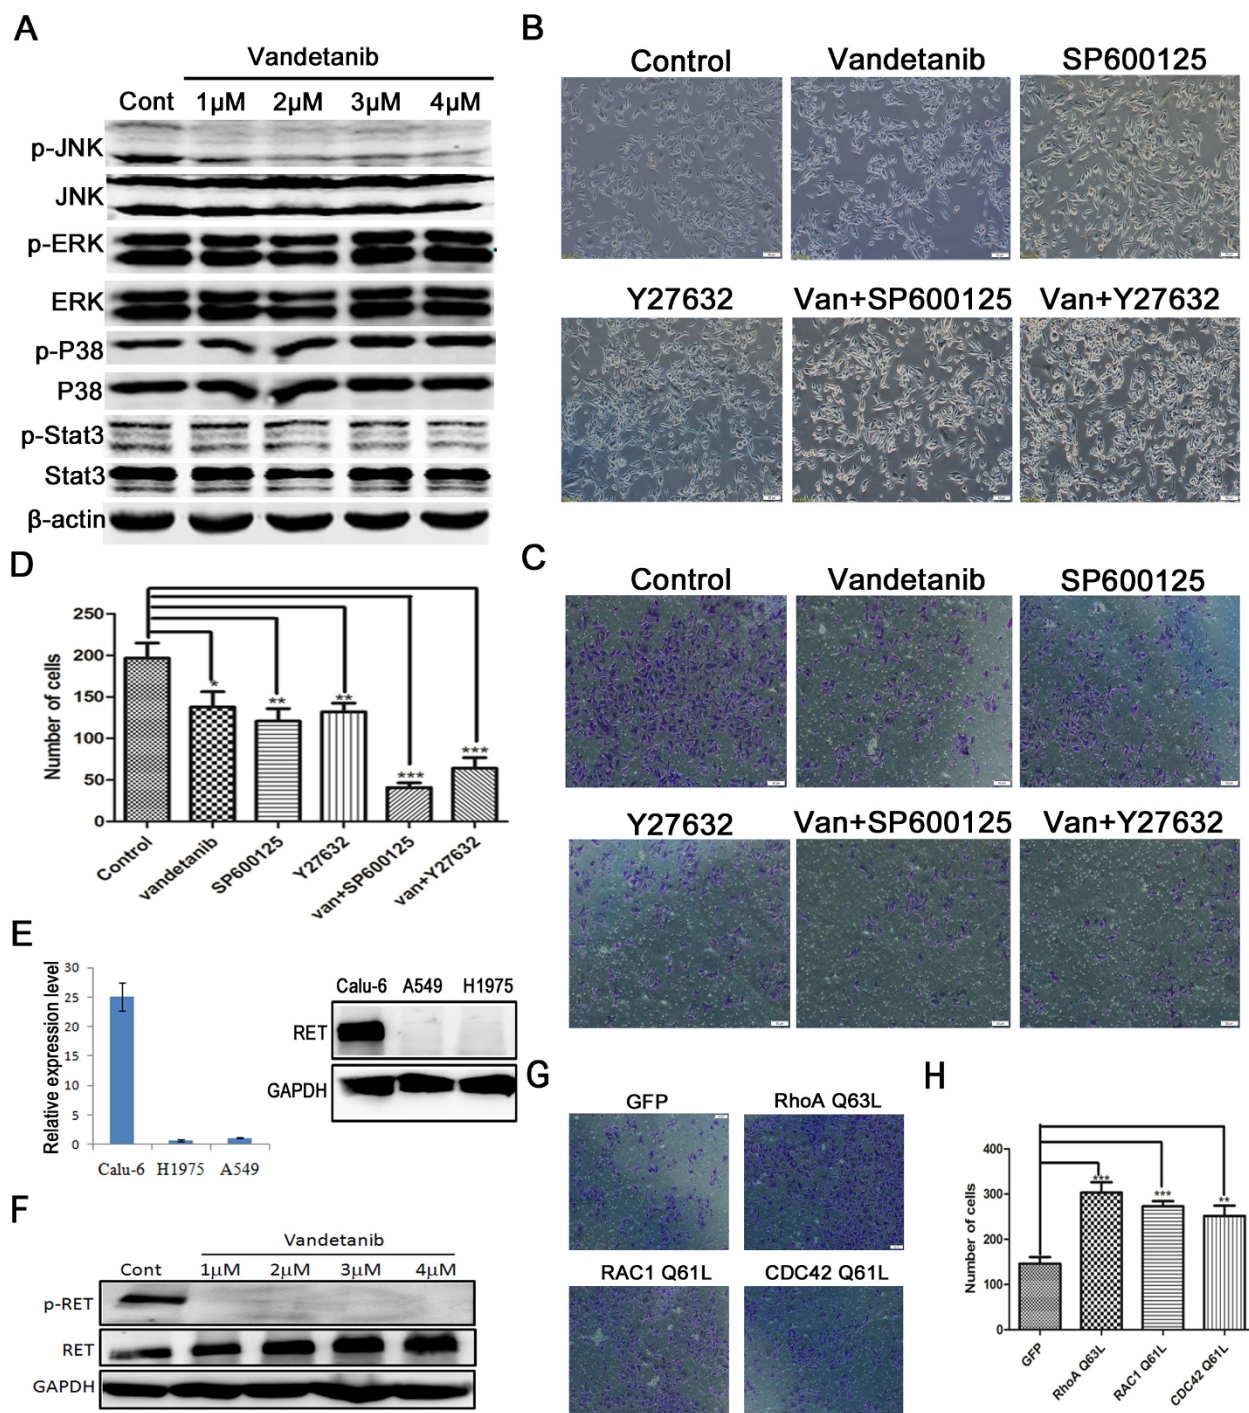 A
Vandetanib
Cont 1μM 2μM 3μM 4μM
p-JNK
JNK
p-ERK
ERK
p-P38
P38
p-Stat3
Stat3
β-actin
B
Control Vandetanib SP600125
Y27632 Van+SP600125 Van+Y27632
C
Control Vandetanib SP600125
Y27632 Van+SP600125 Van+Y27632
D
Number of cells
250
200
150
100
50
0
* ** ** *** ***
Control vandetanib SP600125 Y27632 van+SP600125 van+Y27632
E
Relative expression level
30
25
20
15
10
5
0
Calu-6 H1975 A549
Calu-6 A549 H1975
RET
GAPDH
F
Vandetanib
Cont 1μM 2μM 3μM 4μM
p-RET
RET
GAPDH
G
GFP RhoA Q63L
RAC1 Q61L CDC42 Q61L
H
Number of cells
400
300
200
100
0
*** *** **
GFP RhoA Q63L RAC1 Q61L CDC42 Q61L